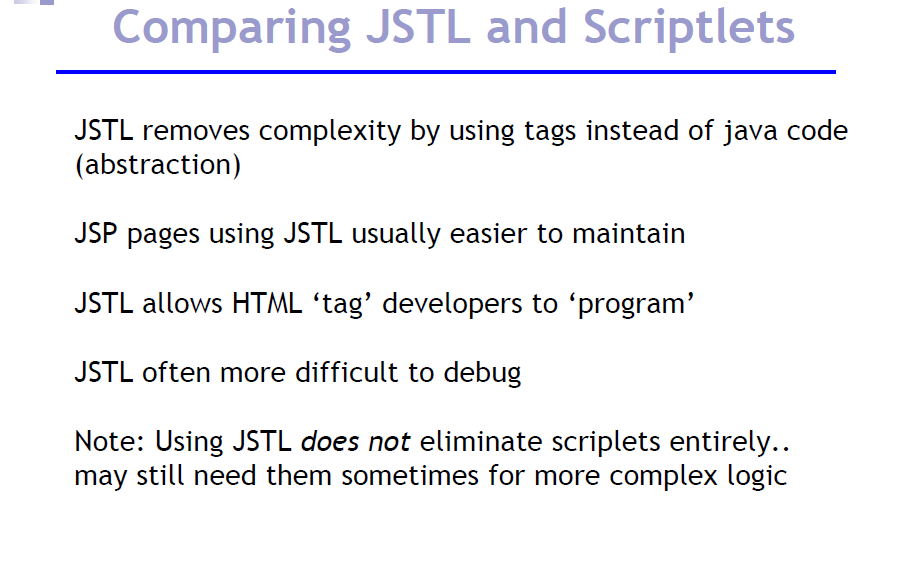 Comparing JSTL and Scriptlets
JSTL removes complexity by using tags instead of java code
(abstraction)
JSP pages using JSTL usually easier to maintain
JSTL allows HTML ‘tag’ developers to ‘program’
JSTL often more difficult to debug
Note: Using JSTL does not eliminate scriplets entirely..
may still need them sometimes for more complex logic